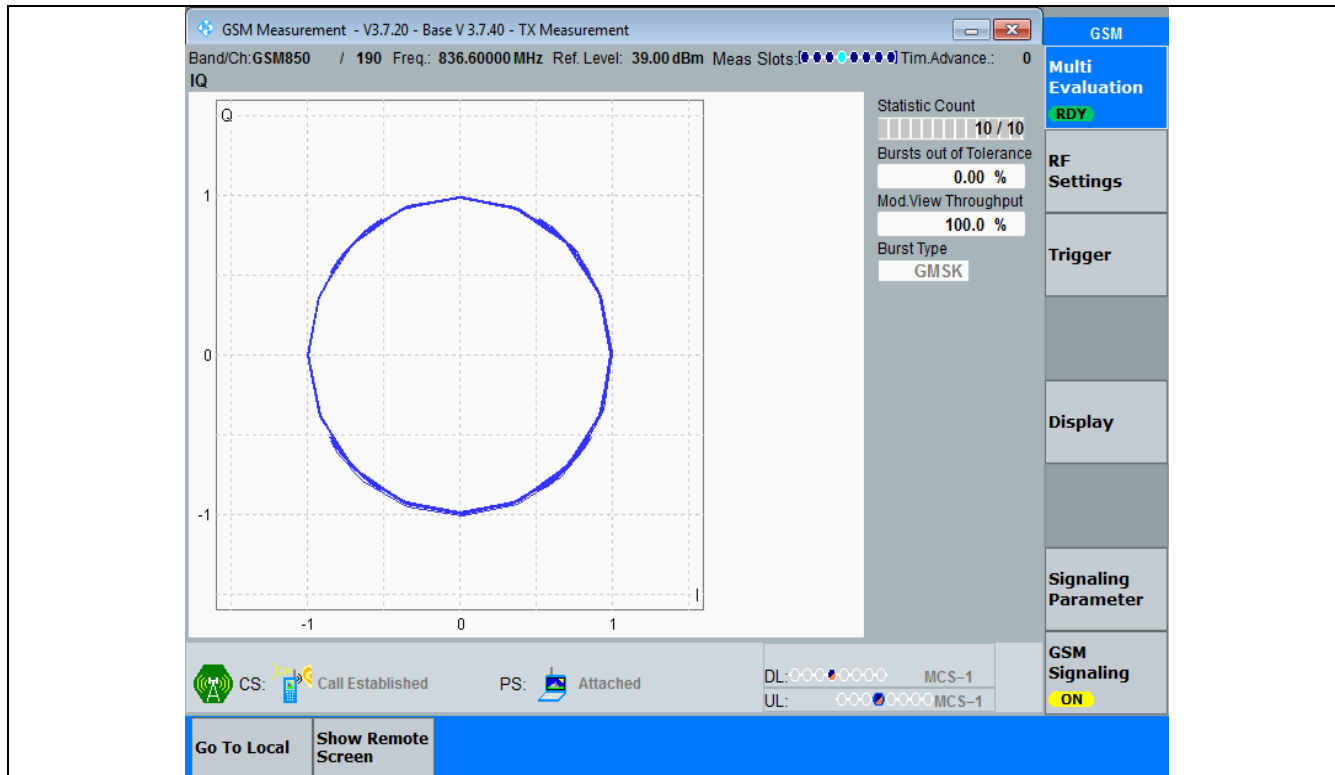 GSM Measurement - V3.7.20 - Base V 3.7.40 - TX Measurement
GSM
Band/Ch:GSM850 / 190 Freq.: 836.60000 MHz Ref. Level: 39.00 dBm Meas Slots: Tim.Advance.: 0
IQ
Multi
Evaluation
RDY
Q
Statistic Count
10 / 10
Bursts out of Tolerance
0.00 %
Mod.View Throughput
100.0 %
Burst Type
GMSK
RF
Settings
Trigger
1
0
-1
I
-1 0 1
Display
Signaling
Parameter
GSM
Signaling
ON
CS: Call Established PS: Attached
DL: MCS-1
UL: MCS-1
Go To Local
Show Remote
Screen